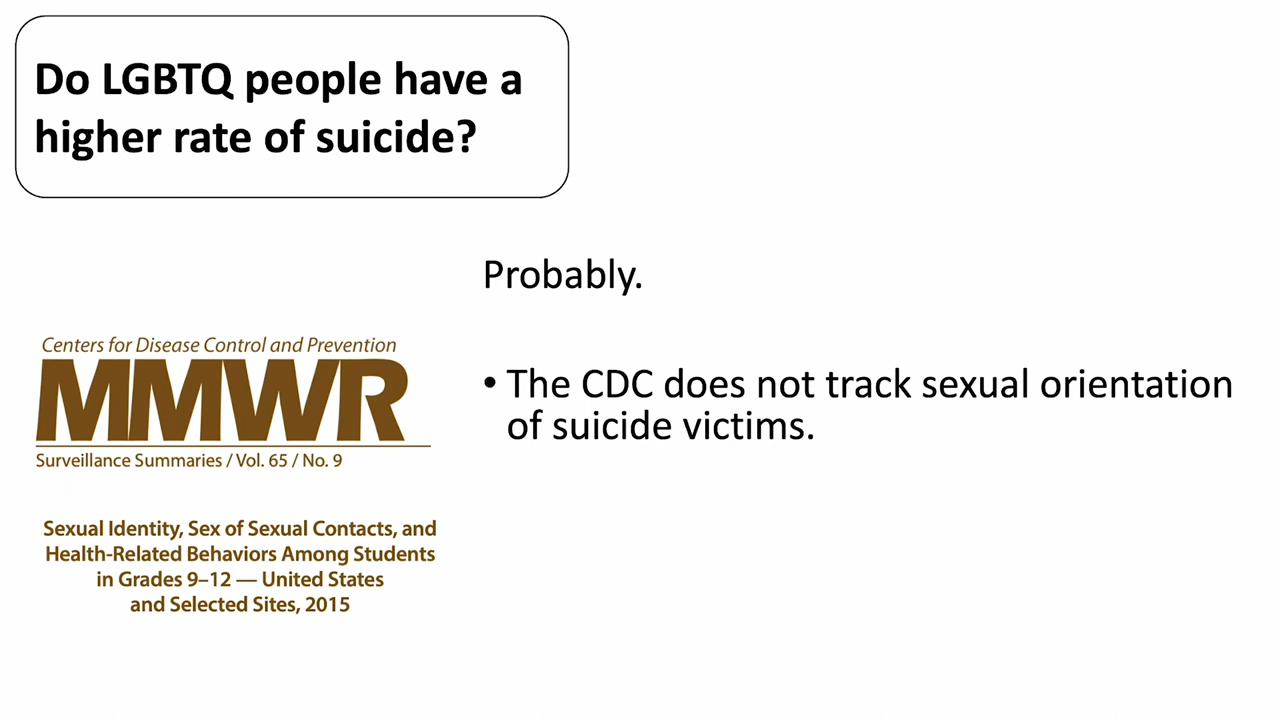 Do LGBTQ people have a
higher rate of suicide?
Probably.
Centers for Disease Control and Prevention
MMWR
Surveillance Summaries / Vol. 65 / No. 9
• The CDC does not track sexual orientation
of suicide victims.
Sexual Identity, Sex of Sexual Contacts, and
Health-Related Behaviors Among Students
in Grades 9–12 — United States
and Selected Sites, 2015